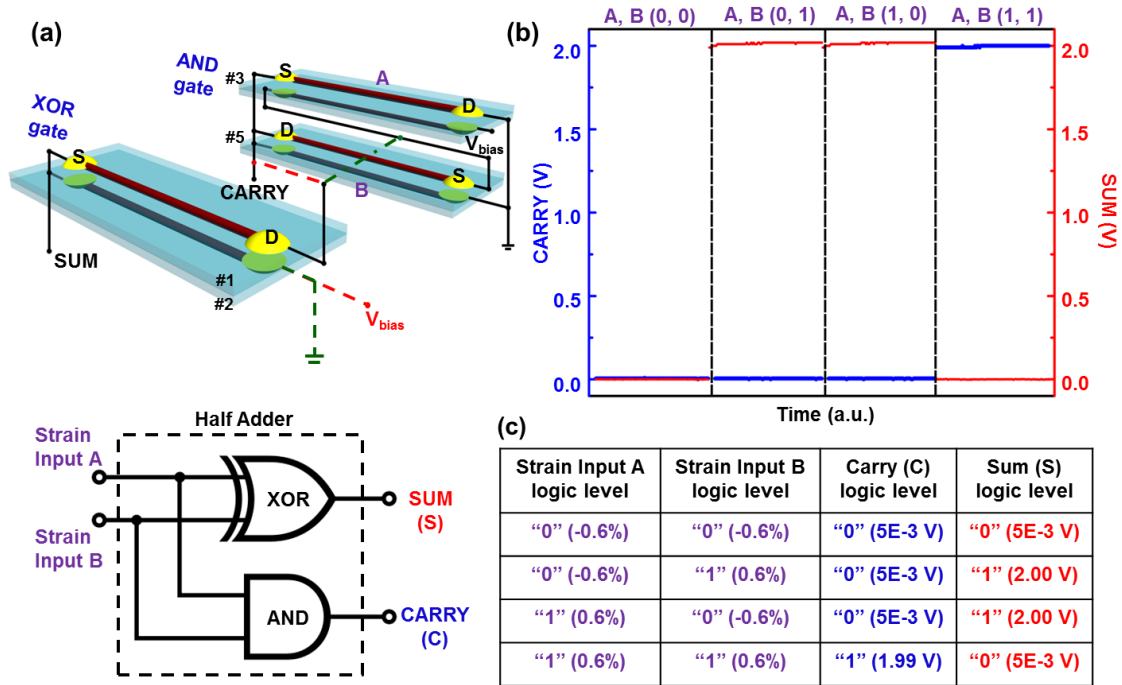 (a)
AND
gate
XOR
gate
#3
S
A
D
V_bias
#5
D
S
B
CARRY
S
D
SUM
#1
#2
V_bias
(b)
A, B (0, 0)
A, B (0, 1)
A, B (1, 0)
A, B (1, 1)
CARRY (V)
2.0
1.5
1.0
0.5
0.0
SUM (V)
2.0
1.5
1.0
0.5
0.0
Time (a.u.)
Half Adder
Strain
Input A
Strain
Input B
XOR
AND
SUM
(S)
CARRY
(C)
(c)
Strain Input A logic level | Strain Input B logic level | Carry (C) logic level | Sum (S) logic level
“0” (-0.6%) | “0” (-0.6%) | “0” (5E-3 V) | “0” (5E-3 V)
“0” (-0.6%) | “1” (0.6%) | “0” (5E-3 V) | “1” (2.00 V)
“1” (0.6%) | “0” (-0.6%) | “0” (5E-3 V) | “1” (2.00 V)
“1” (0.6%) | “1” (0.6%) | “1” (1.99 V) | “0” (5E-3 V)